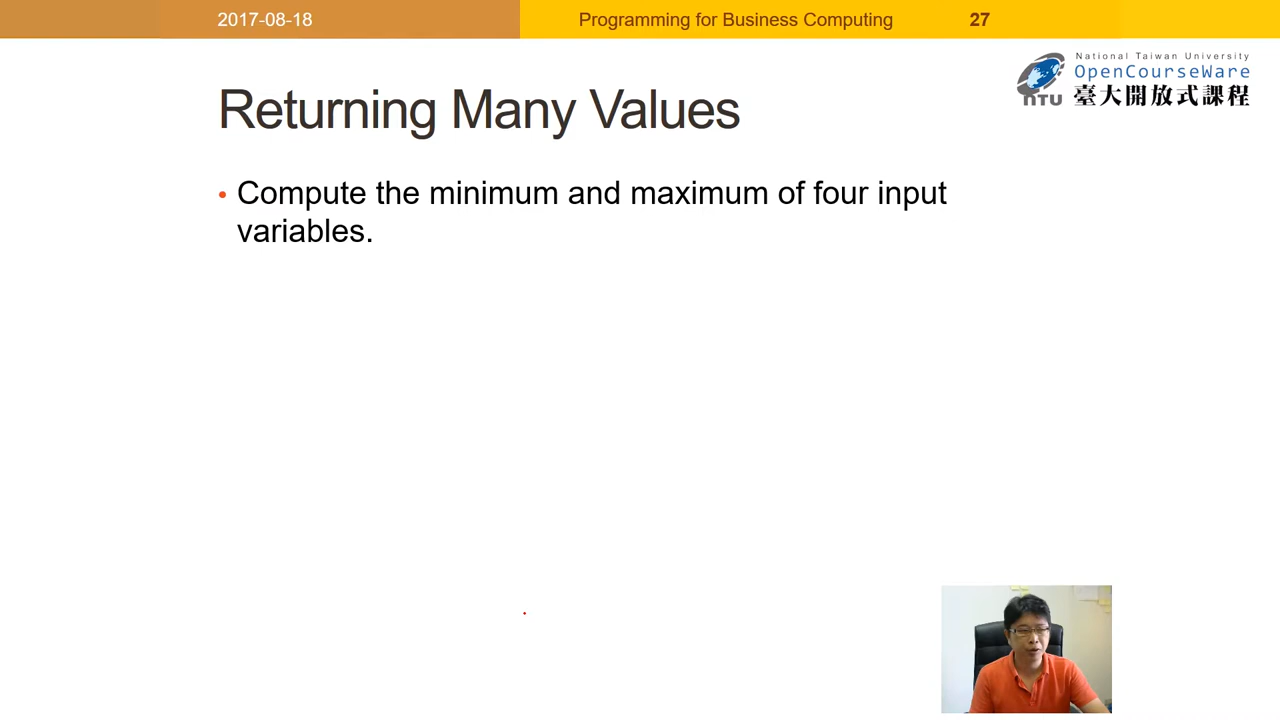 2017-08-18
Programming for Business Computing
27
National Taiwan University
OpenCourseWare
NTU
臺大開放式課程
Returning Many Values
• Compute the minimum and maximum of four input
variables.